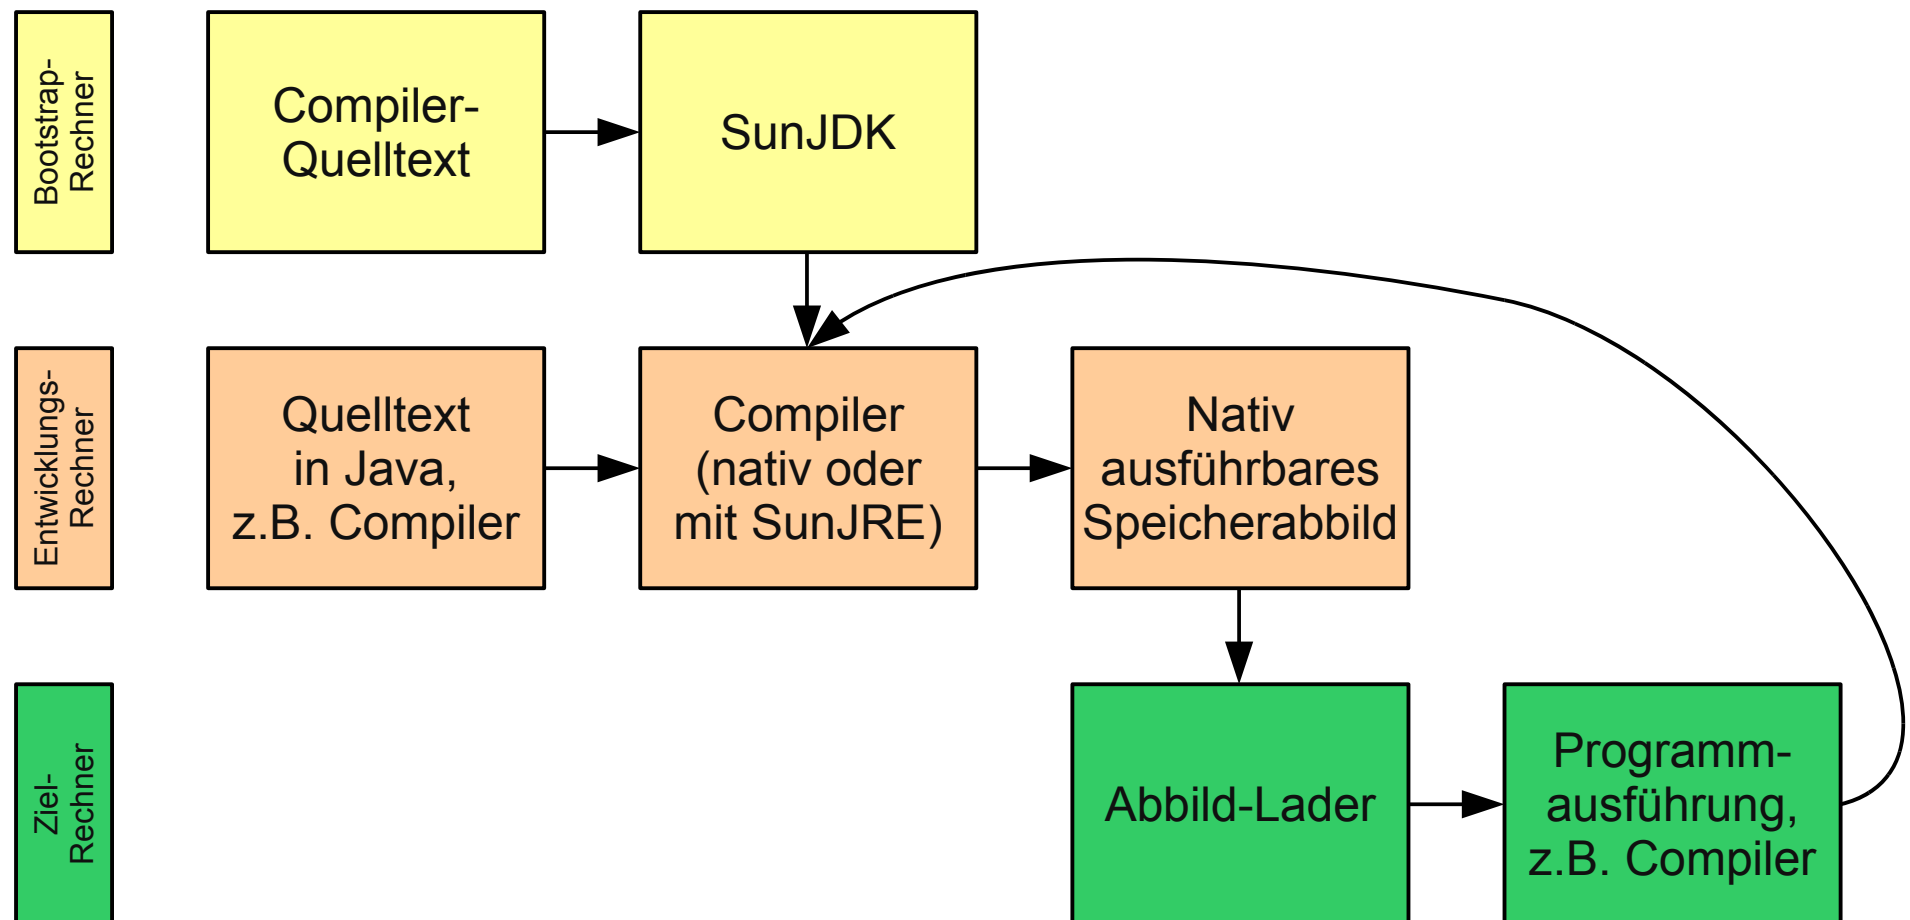 Bootstrap-
Rechner
Compiler-
Quelltext
SunJDK
Entwicklungs-
Rechner
Quelltext
in Java,
z.B. Compiler
Compiler
(nativ oder
mit SunJRE)
Nativ
ausführbares
Speicherabbild
Ziel-
Rechner
Abbild-Lader
Programm-
ausführung,
z.B. Compiler